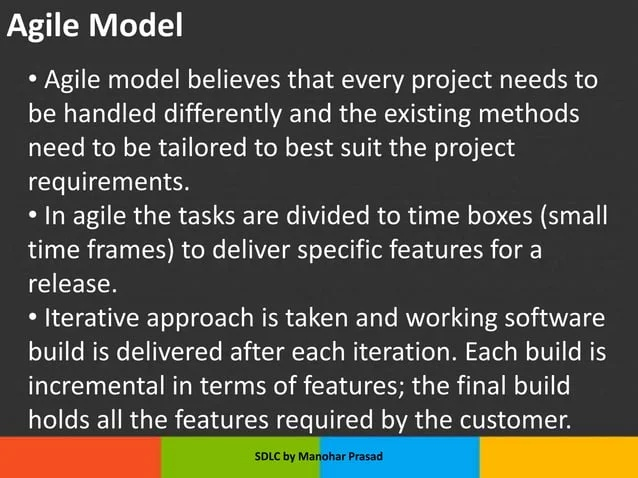 Agile Model
• Agile model believes that every project needs to
be handled differently and the existing methods
need to be tailored to best suit the project
requirements.
• In agile the tasks are divided to time boxes (small
time frames) to deliver specific features for a
release.
• Iterative approach is taken and working software
build is delivered after each iteration. Each build is
incremental in terms of features; the final build
holds all the features required by the customer.
SDLC by Manohar Prasad